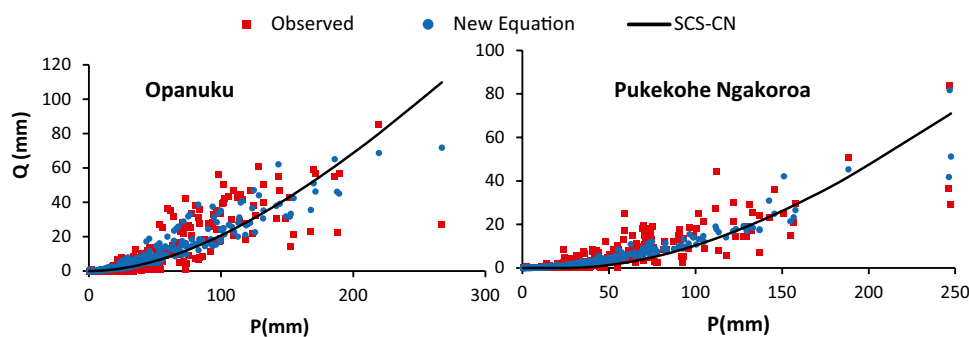 Observed New Equation SCS-CN
Opanuku
Q (mm)
120
100
80
60
40
20
0
0 100 200 300
P(mm)
Pukekohe Ngakoroa
100
80
60
40
20
0
0 50 100 150 200 250
P(mm)